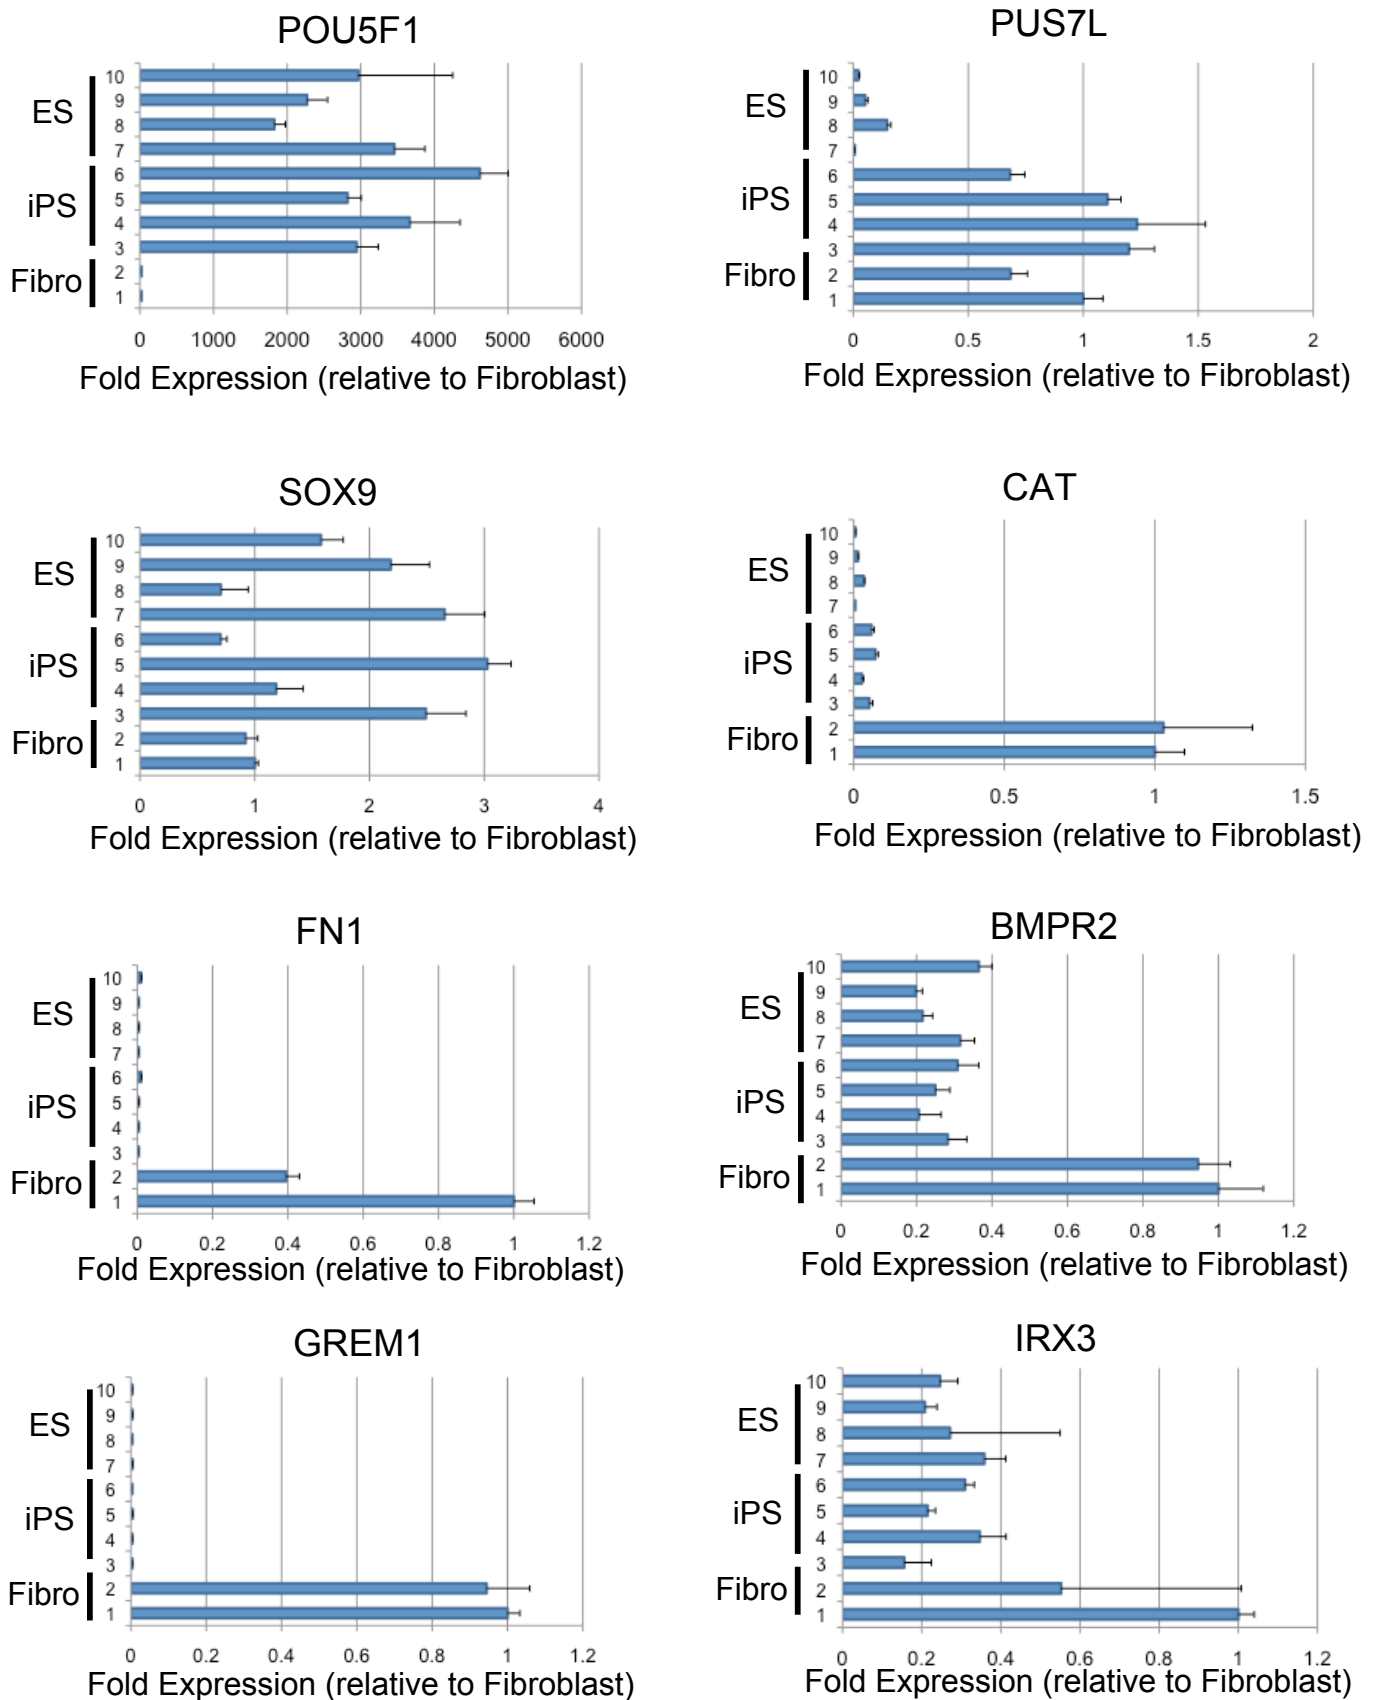 POU5F1
ES
iPS
Fibro
10
9
8
7
6
5
4
3
2
1
0 1000 2000 3000 4000 5000 6000
Fold Expression (relative to Fibroblast)
PUS7L
ES
iPS
Fibro
10
9
8
7
6
5
4
3
2
1
0 0.5 1 1.5 2
Fold Expression (relative to Fibroblast)
SOX9
ES
iPS
Fibro
10
9
8
7
6
5
4
3
2
1
0 1 2 3 4
Fold Expression (relative to Fibroblast)
CAT
ES
iPS
Fibro
10
9
8
7
6
5
4
3
2
1
0 0.5 1 1.5
Fold Expression (relative to Fibroblast)
FN1
ES
iPS
Fibro
10
9
8
7
6
5
4
3
2
1
0 0.2 0.4 0.6 0.8 1 1.2
Fold Expression (relative to Fibroblast)
BMPR2
ES
iPS
Fibro
10
9
8
7
6
5
4
3
2
1
0 0.2 0.4 0.6 0.8 1 1.2
Fold Expression (relative to Fibroblast)
GREM1
ES
iPS
Fibro
10
9
8
7
6
5
4
3
2
1
0 0.2 0.4 0.6 0.8 1 1.2
Fold Expression (relative to Fibroblast)
IRX3
ES
iPS
Fibro
10
9
8
7
6
5
4
3
2
1
0 0.2 0.4 0.6 0.8 1 1.2
Fold Expression (relative to Fibroblast)